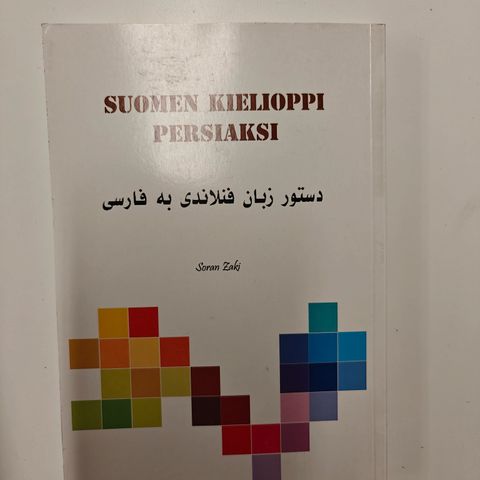 SUOMEN KIELIOPPI
PERSIAKSI
دستور زبان فنلاندی به فارسی
Soran Zaki